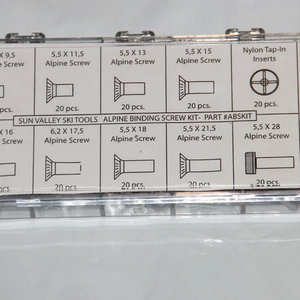 X 9,5
Screw
pcs.
5,5 X 11,5
Alpine Screw
20 pcs.
5,5 X 13
Alpine Screw
20 pcs.
5,5 X 15
Alpine Screw
20 pcs.
Nylon Tap-In
Inserts
20 pcs.
SUN VALLEY SKI TOOLS ALPINE BINDING SCREW KIT- PART #ABSKIT
X 16
Screw
pcs.
6,2 X 17,5
Alpine Screw
20 pcs.
5,5 X 18
Alpine Screw
20 pcs.
5,5 X 21,5
Alpine Screw
20 pcs.
5,5 X 28
Alpine Screw
20 pcs.